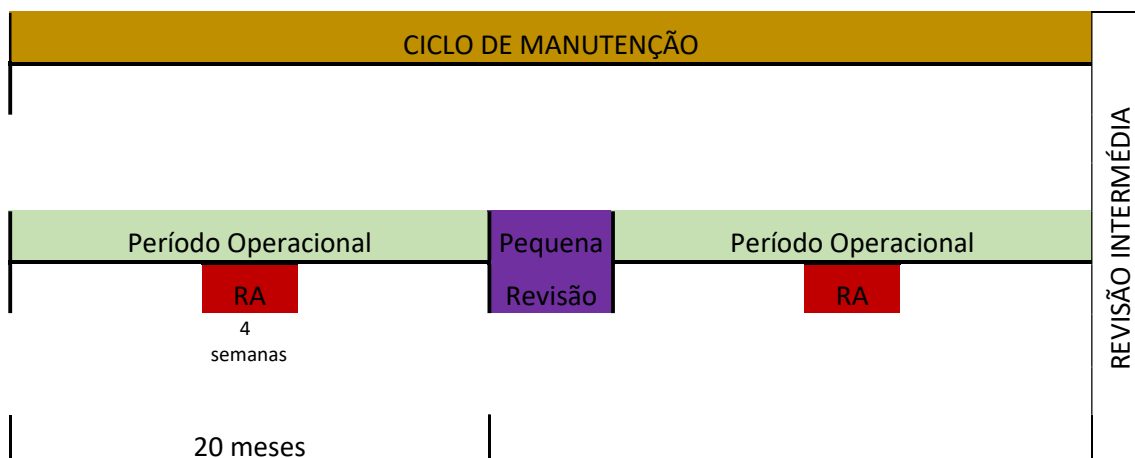 CICLO DE MANUTENÇÃO
REVISÃO INTERMÉDIA
Período Operacional
Pequena
Revisão
Período Operacional
RA
RA
4
semanas
20 meses